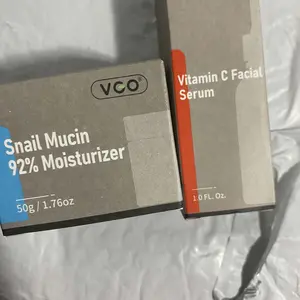 VCO
Snail Mucin
92% Moisturizer
50g / 1.76oz
Vitamin C Facial
Serum
1.0 FL. Oz.